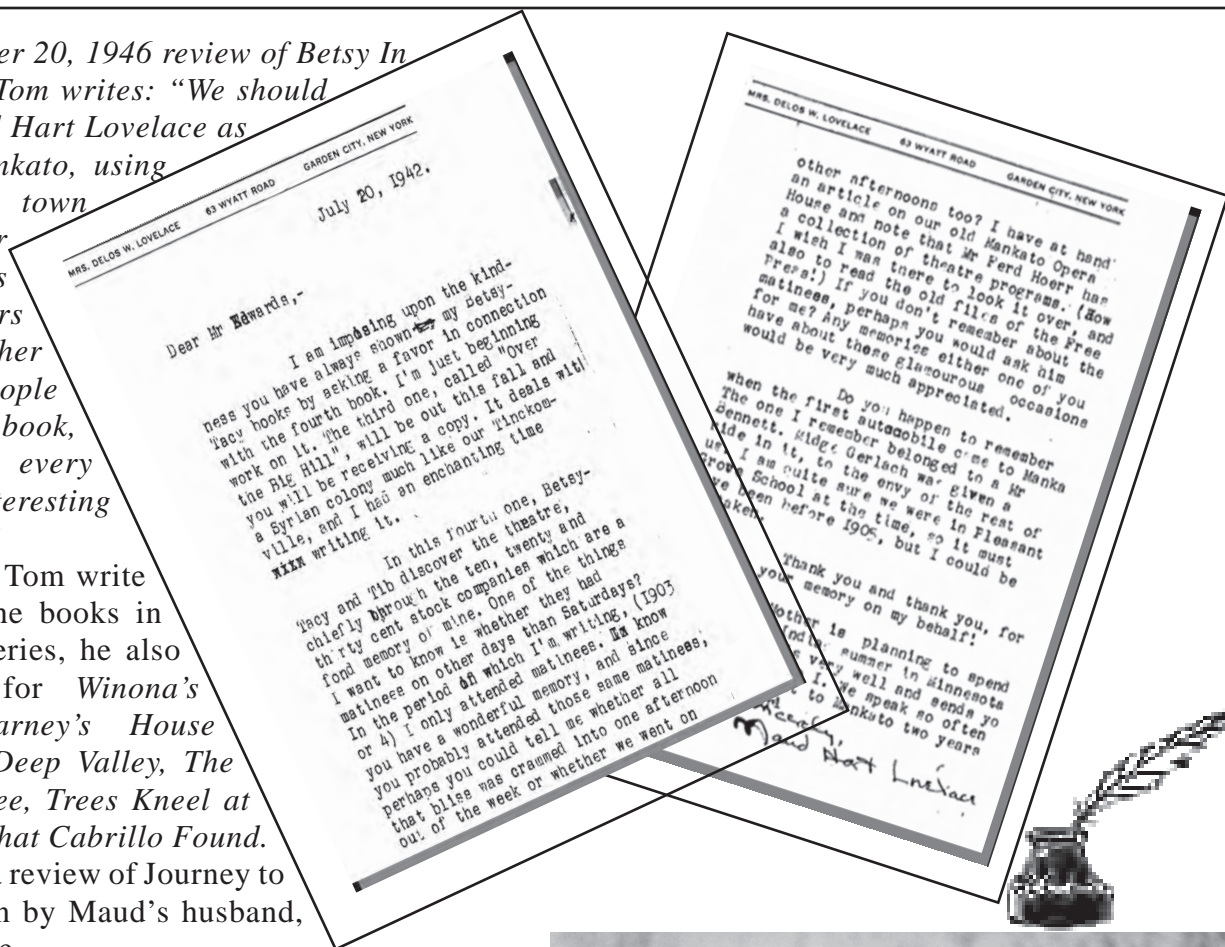 er 20, 1946 review of Betsy In
Tom writes: “We should
Hart Lovelace as
nkato, using
town
r
s
rs
her
ople
book,
every
teresting
Tom write
ne books in
eries, he also
for Winona's
arney's House
Deep Valley, The
ee, Trees Kneel at
hat Cabrillo Found.
review of Journey to
n by Maud's husband,
MRS. DELOS W. LOVELACE 63 WYATT ROAD GARDEN CITY, NEW YORK
July 20, 1942.
Dear Mr Edwards,-
I am imposing upon the kind-
ness you have always shown my Betsy-
Tacy books by asking a favor in connection
with the fourth book. I'm just beginning
work on it. The third one, called "Over
the Big Hill", will be out this fall and
you will be receiving a copy. It deals with
a Syrian colony much like our Tinckom-
ville, and I had an enchanting time
writing it.
In this fourth one, Betsy-
Tacy and Tib discover the theatre,
chiefly through the ten, twenty and
thirty cent stock companies which are a
fond memory of mine. One of the things
I want to know is whether they had
matinees on other days than Saturdays?
In the period of which I'm writing, (1903
or 4) I only attended matinees. I know
you have a wonderful memory, and since
you probably attended those same matiness,
perhaps you could tell me whether all
that bliss was crammed into one afternoon
out of the week or whether we went on
MRS. DELOS W. LOVELACE 63 WYATT ROAD GARDEN CITY, NEW YORK
other afternoons too? I have at hand
an article on our old Mankato Opera
House and note that Mr Ferd Hoerr has
a collection of theatre programs. (How
I wish I was there to look it over, and
also to read the old files of the Free
Press!) If you don't remember about the
matiness, perhaps you would ask him
for me? Any memories either one of you
have about those glamourous occasions
would be very much appreciated.
Do you happen to remember
when the first automobile came to Manka
The one I remember belonged to a Mr
Bennett. Midge Gerlach was given a
ride in it, to the envy of the rest of
us. I am quite sure we were in Pleasant
Grove School at the time, so it must
ve been before 1905, but I could be
taken.
Thank you and thank you, for
your memory on my behalf!
other is planning to spend
Indian summer in Minnesota
s very well and sends yo
I. We speak so often
to Mankato two years
ncerely,
Maud Hart Lovelace